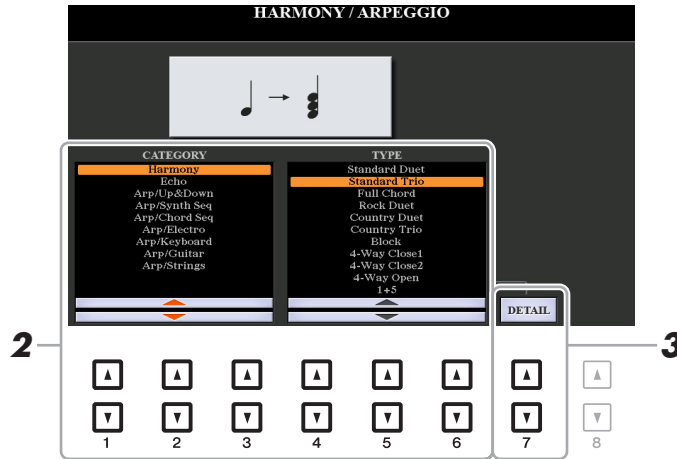 HARMONY / ARPEGGIO
CATEGORY
Harmony
Echo
Arp/Up&Down
Arp/Synth Seq
Arp/Chord Seq
Arp/Electro
Arp/Keyboard
Arp/Guitar
Arp/Strings
TYPE
Standard Duet
Standard Trio
Full Chord
Rock Duet
Country Duet
Country Trio
Block
4-Way Close1
4-Way Close2
4-Way Open
1+5
DETAIL
2
3
1 2 3 4 5 6 7 8